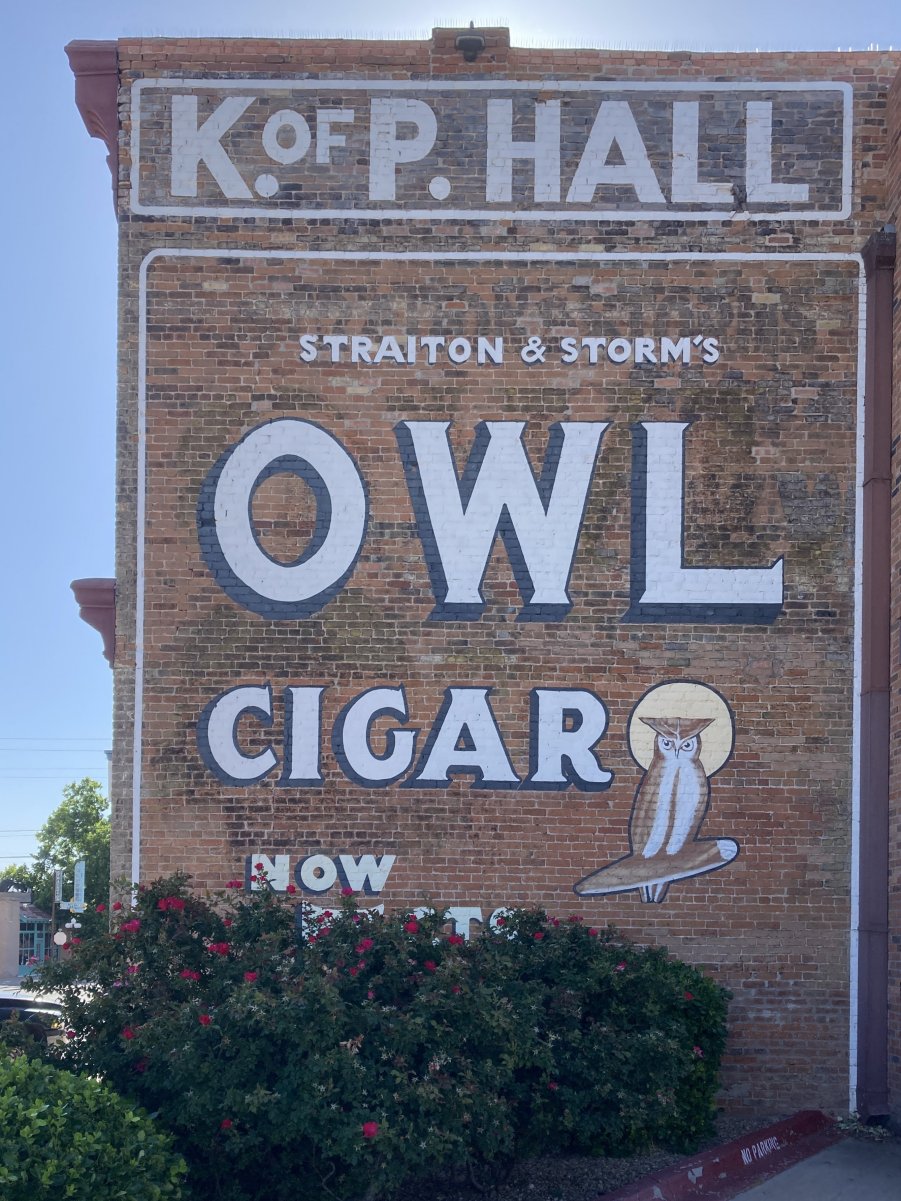 K. OF P. HALL
STRAITON & STORM'S
OWL
CIGAR
NOW
NO PARKING